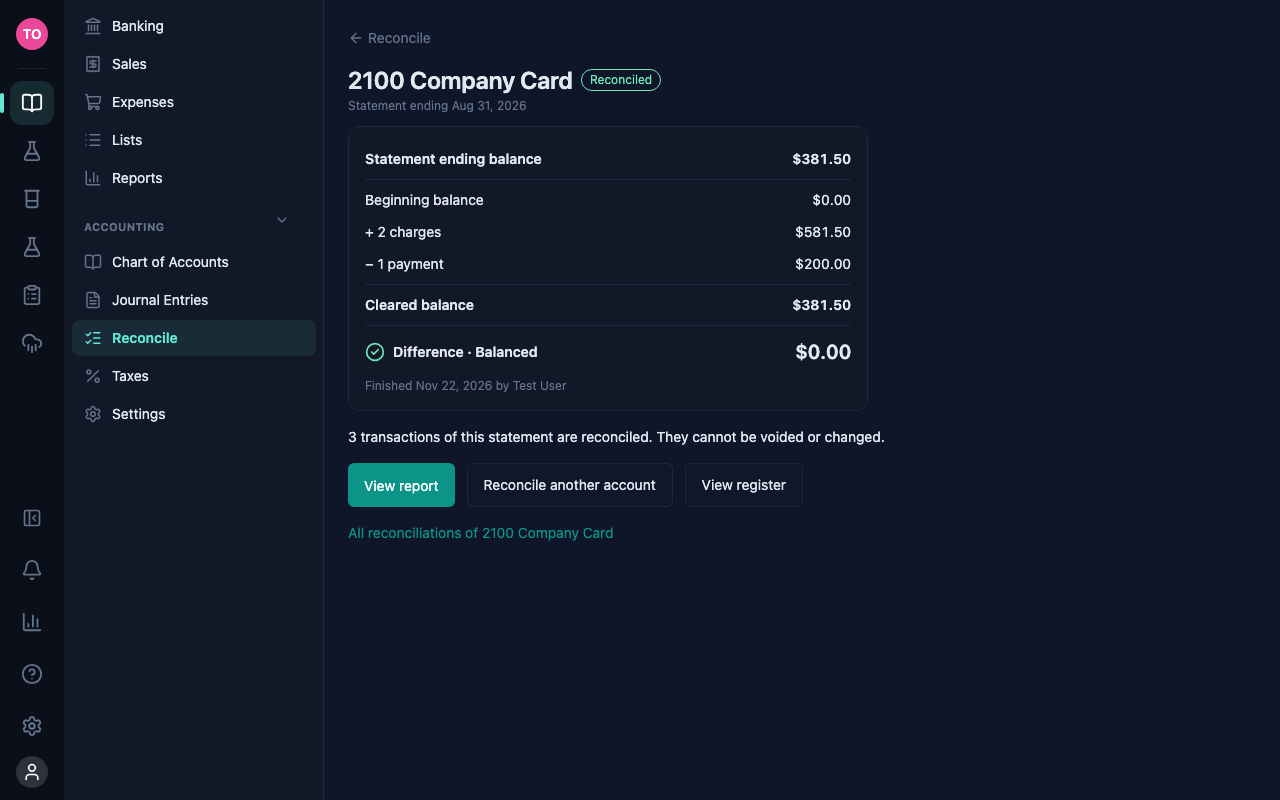 TO
Banking
Sales
Expenses
Lists
Reports
ACCOUNTING
Chart of Accounts
Journal Entries
Reconcile
Taxes
Settings
Reconcile
2100 Company Card Reconciled
Statement ending Aug 31, 2026
Statement ending balance $381.50
Beginning balance $0.00
+ 2 charges $581.50
− 1 payment $200.00
Cleared balance $381.50
Difference · Balanced $0.00
Finished Nov 22, 2026 by Test User
3 transactions of this statement are reconciled. They cannot be voided or changed.
View report Reconcile another account View register
All reconciliations of 2100 Company Card